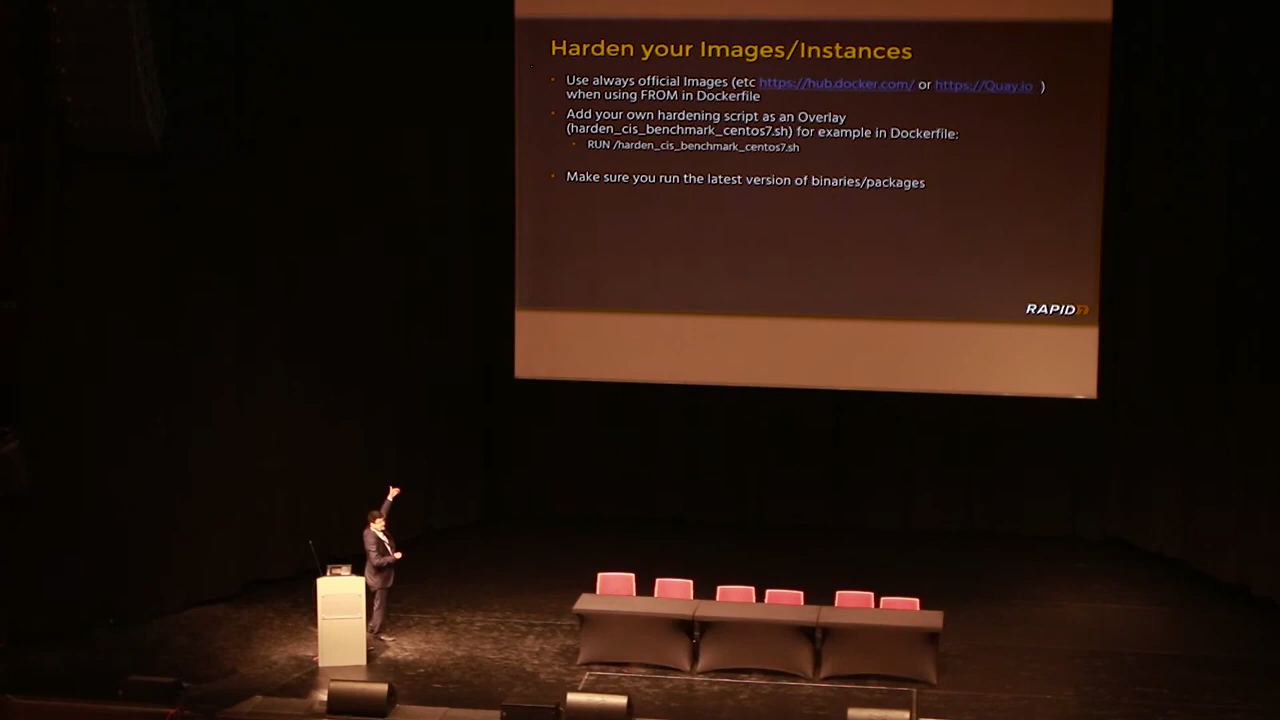 Harden your Images/Instances
Use always official Images (etc https://hub.docker.com/ or https://Quay.io )
when using FROM in Dockerfile
Add your own hardening script as an Overlay
(harden_cis_benchmark_centos7.sh) for example in Dockerfile:
RUN /harden_cis_benchmark_centos7.sh
Make sure you run the latest version of binaries/packages
RAPID7